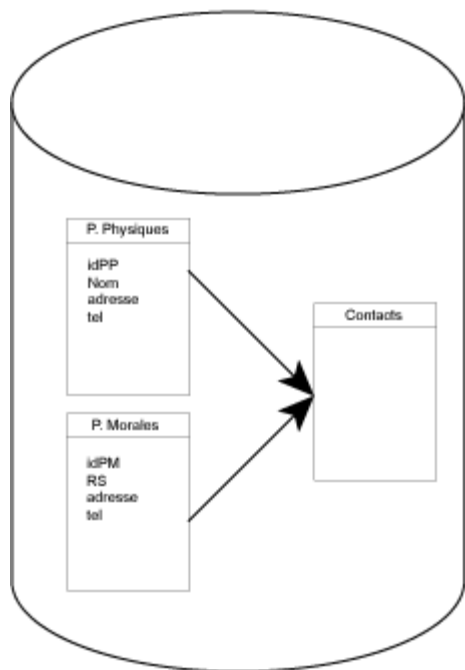 P. Physiques
idPP
Nom
adresse
tel
Contacts
P. Morales
idPM
RS
adresse
tel